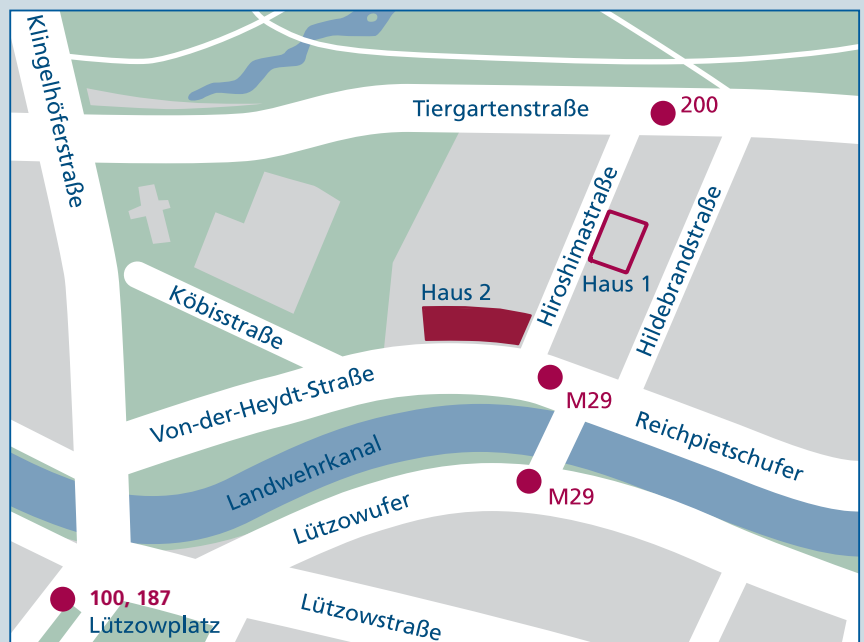 Klingelhöferstraße
Tiergartenstraße
200
Hiroshimastraße
Hildebrandstraße
Haus 1
Haus 2
Köbisstraße
Von-der-Heydt-Straße
M29
Reichpietschufer
Landwehrkanal
M29
Lützowufer
100, 187
Lützowplatz
Lützowstraße